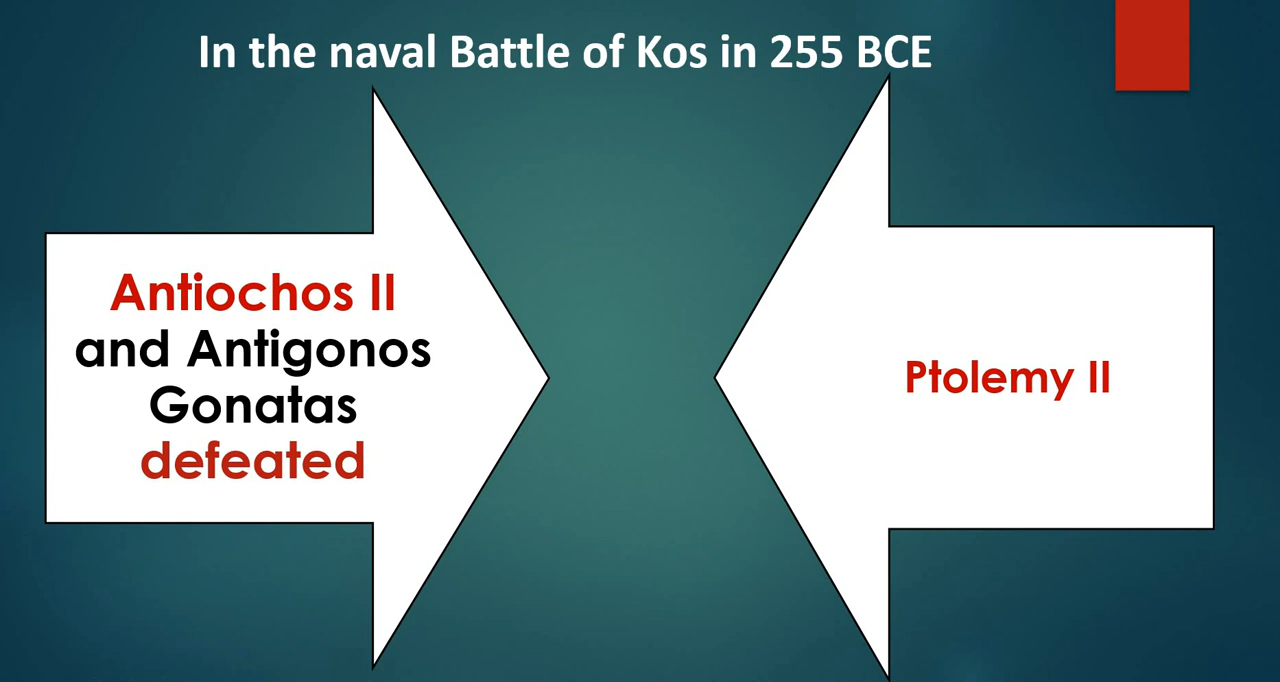 In the naval Battle of Kos in 255 BCE
Antiochos II
and Antigonos
Gonatas
defeated
Ptolemy II